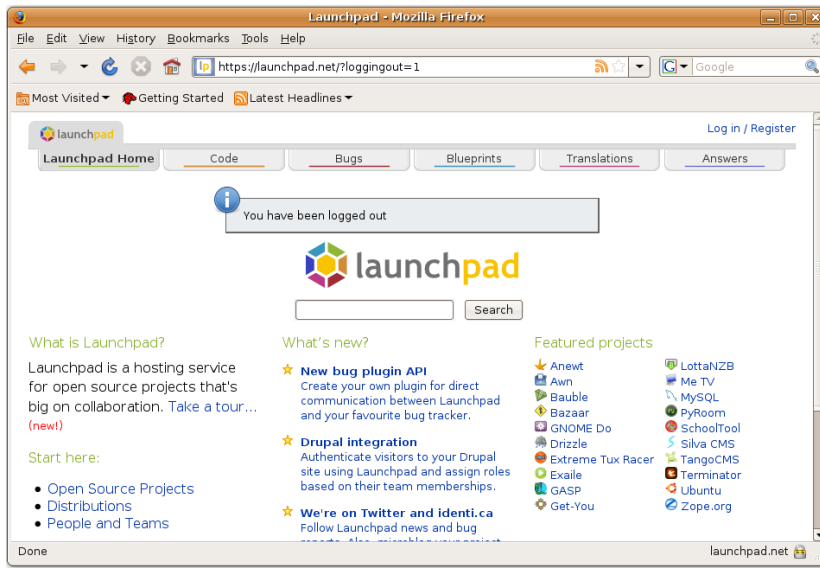 Launchpad - Mozilla Firefox
File Edit View History Bookmarks Tools Help
lp https://launchpad.net/?loggingout=1 G Google
Most Visited Getting Started Latest Headlines
launchpad Log in / Register
Launchpad Home Code Bugs Blueprints Translations Answers
You have been logged out
launchpad
Search
What is Launchpad?
Launchpad is a hosting service
for open source projects that's
big on collaboration. Take a tour...
(new!)
Start here:
• Open Source Projects
• Distributions
• People and Teams
What's new?
New bug plugin API
Create your own plugin for direct
communication between Launchpad
and your favourite bug tracker.
Drupal integration
Authenticate visitors to your Drupal
site using Launchpad and assign roles
based on their team memberships.
We're on Twitter and identi.ca
Follow Launchpad news and bug
reports. Also, microblog your project
Featured projects
Anewt
Awn
Bauble
Bazaar
GNOME Do
Drizzle
Extreme Tux Racer
Exaile
GASP
Get-You
LottaNZB
Me TV
MySQL
PyRoom
SchoolTool
Silva CMS
TangoCMS
Terminator
Ubuntu
Zope.org
Done launchpad.net